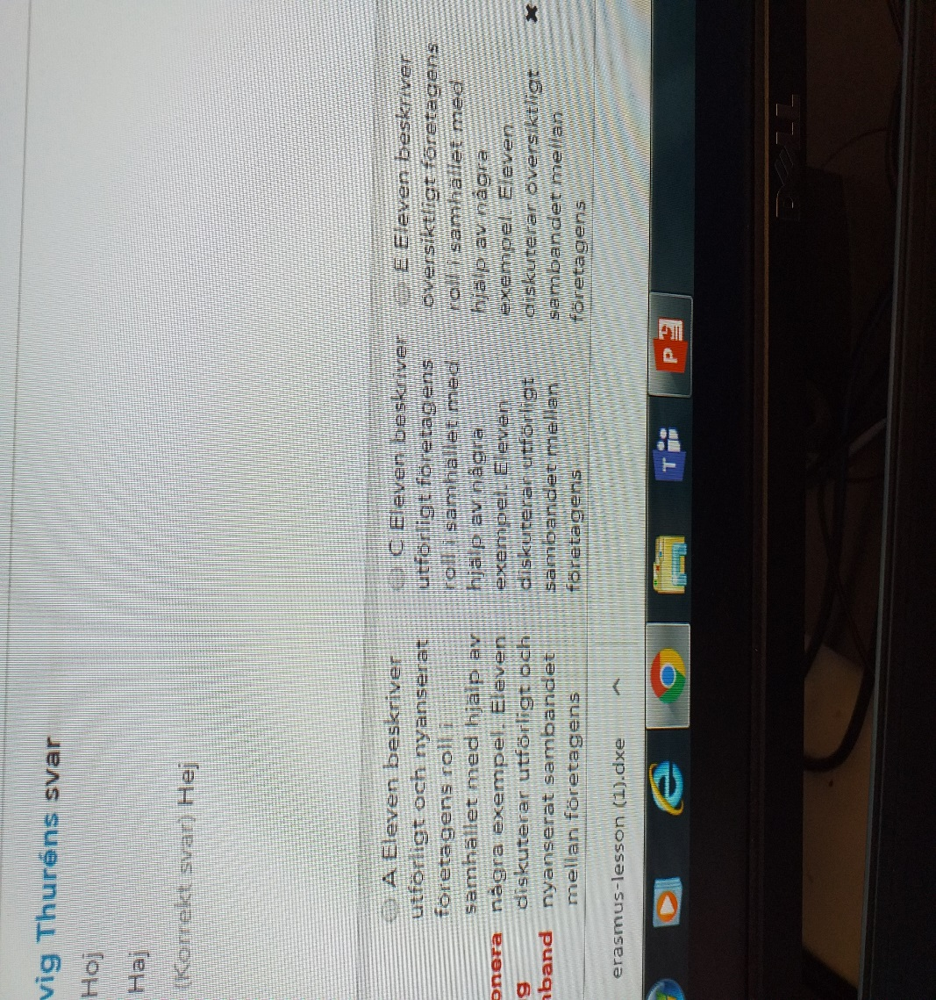 vig Thuréns svar
Hoj
Haj
(Korrekt svar) Hej
onera
g
nband
A Eleven beskriver
utförligt och nyanserat
företagens roll i
samhället med hjälp av
några exempel. Eleven
diskuterar utförligt och
nyanserat sambandet
mellan företagens
C Eleven beskriver
utförligt företagens
roll i samhället med
hjälp av några
exempel. Eleven
diskuterar utförligt
sambandet mellan
företagens
E Eleven beskriver
översiktligt företagens
roll i samhället med
hjälp av några
exempel. Eleven
diskuterar översiktligt
sambandet mellan
företagens
erasmus-lesson (1).dxe
DELL